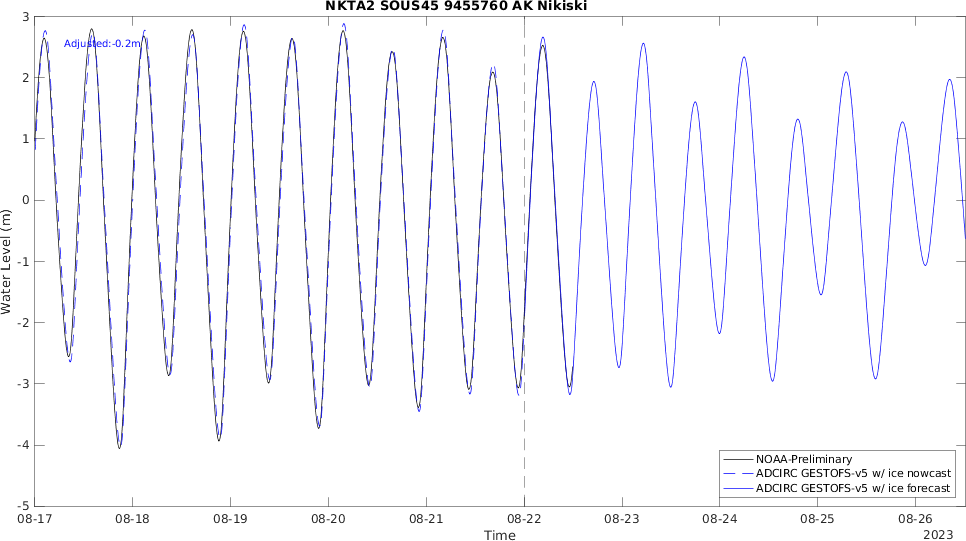 NKTA2 SOUS45 9455760 AK Nikiski
Adjusted:-0.2m
3
2
1
0
-1
-2
-3
-4
-5
Water Level (m)
NOAA-Preliminary
ADCIRC GESTOFS-v5 w/ ice nowcast
ADCIRC GESTOFS-v5 w/ ice forecast
08-17 08-18 08-19 08-20 08-21 08-22 08-23 08-24 08-25 08-26
Time
2023